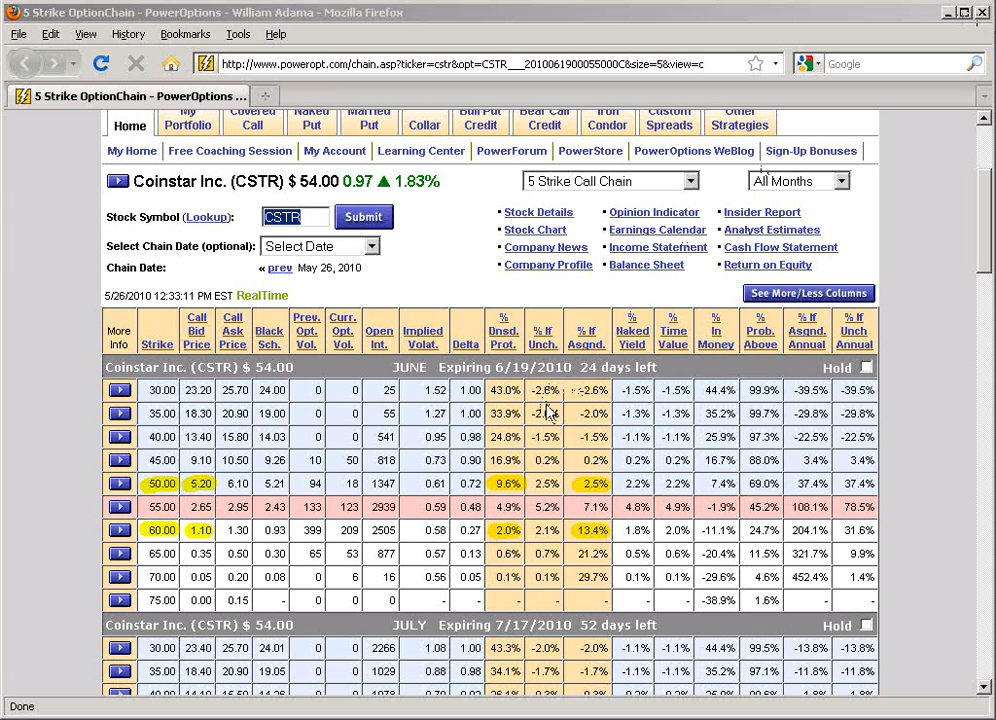 5 Strike OptionChain - PowerOptions - William Adama - Mozilla Firefox
File Edit View History Bookmarks Tools Help
http://www.poweropt.com/chain.asp?ticker=cstr&opt=CSTR___2010061900055000C&size=5&view=c
Google
5 Strike OptionChain - PowerOptions ...
Home
My Portfolio
Covered Call
Naked Put
Married Put
Collar
Bull Put Credit
Bear Call Credit
Iron Condor
Custom Spreads
Other Strategies
My Home Free Coaching Session My Account Learning Center PowerForum PowerStore PowerOptions WeBlog Sign-Up Bonuses
Coinstar Inc. (CSTR) $ 54.00 0.97 ▲ 1.83% 5 Strike Call Chain All Months
Stock Symbol (Lookup): CSTR Submit
Select Chain Date (optional): Select Date
Chain Date: « prev May 26, 2010
▪ Stock Details ▪ Opinion Indicator ▪ Insider Report
▪ Stock Chart ▪ Earnings Calendar ▪ Analyst Estimates
▪ Company News ▪ Income Statement ▪ Cash Flow Statement
▪ Company Profile ▪ Balance Sheet ▪ Return on Equity
5/26/2010 12:33:11 PM EST RealTime See More/Less Columns
More Info Strike Call Bid Price Call Ask Price Black Sch. Prev. Opt. Vol. Curr. Opt. Vol. Open Int. Implied Volat. Delta % Dnsd. Prot. % If Unch. % If Asgnd. % Naked Yield % Time Value % In Money % Prob. Above % If Asgnd. Annual % If Unch Annual
Coinstar Inc. (CSTR) $ 54.00 JUNE Expiring 6/19/2010 24 days left Hold
30.00 23.20 25.70 24.00 0 0 25 1.52 1.00 43.0% -2.6% -2.6% -1.5% -1.5% 44.4% 99.9% -39.5% -39.5%
35.00 18.30 20.90 19.00 0 0 55 1.27 1.00 33.9% -2.0% -1.3% -1.3% 35.2% 99.7% -29.8% -29.8%
40.00 13.40 15.80 14.03 0 0 541 0.95 0.98 24.8% -1.5% -1.5% -1.1% -1.1% 25.9% 97.3% -22.5% -22.5%
45.00 9.10 10.50 9.26 10 50 818 0.73 0.90 16.9% 0.2% 0.2% 0.2% 0.2% 16.7% 88.0% 3.4% 3.4%
50.00 5.20 6.10 5.21 94 18 1347 0.61 0.72 9.6% 2.5% 2.5% 2.2% 2.2% 7.4% 69.0% 37.4% 37.4%
55.00 2.65 2.95 2.43 133 123 2939 0.59 0.48 4.9% 5.2% 7.1% 4.8% 4.9% -1.9% 45.2% 108.1% 78.5%
60.00 1.10 1.30 0.93 399 209 2505 0.58 0.27 2.0% 2.1% 13.4% 1.8% 2.0% -11.1% 24.7% 204.1% 31.6%
65.00 0.35 0.50 0.30 65 53 877 0.57 0.13 0.6% 0.7% 21.2% 0.5% 0.6% -20.4% 11.5% 321.7% 9.9%
70.00 0.05 0.20 0.08 0 6 16 0.56 0.05 0.1% 0.1% 29.7% 0.1% 0.1% -29.6% 4.6% 452.4% 1.4%
75.00 0.00 0.15 - 0 0 0 - - - - - - - -38.9% 1.6% - -
Coinstar Inc. (CSTR) $ 54.00 JULY Expiring 7/17/2010 52 days left Hold
30.00 23.40 25.70 24.01 0 0 2266 1.08 1.00 43.3% -2.0% -2.0% -1.1% -1.1% 44.4% 99.5% -13.8% -13.8%
35.00 18.40 20.90 19.05 0 0 1029 0.88 0.98 34.1% -1.7% -1.7% -1.1% -1.1% 35.2% 97.1% -11.8% -11.8%
Done